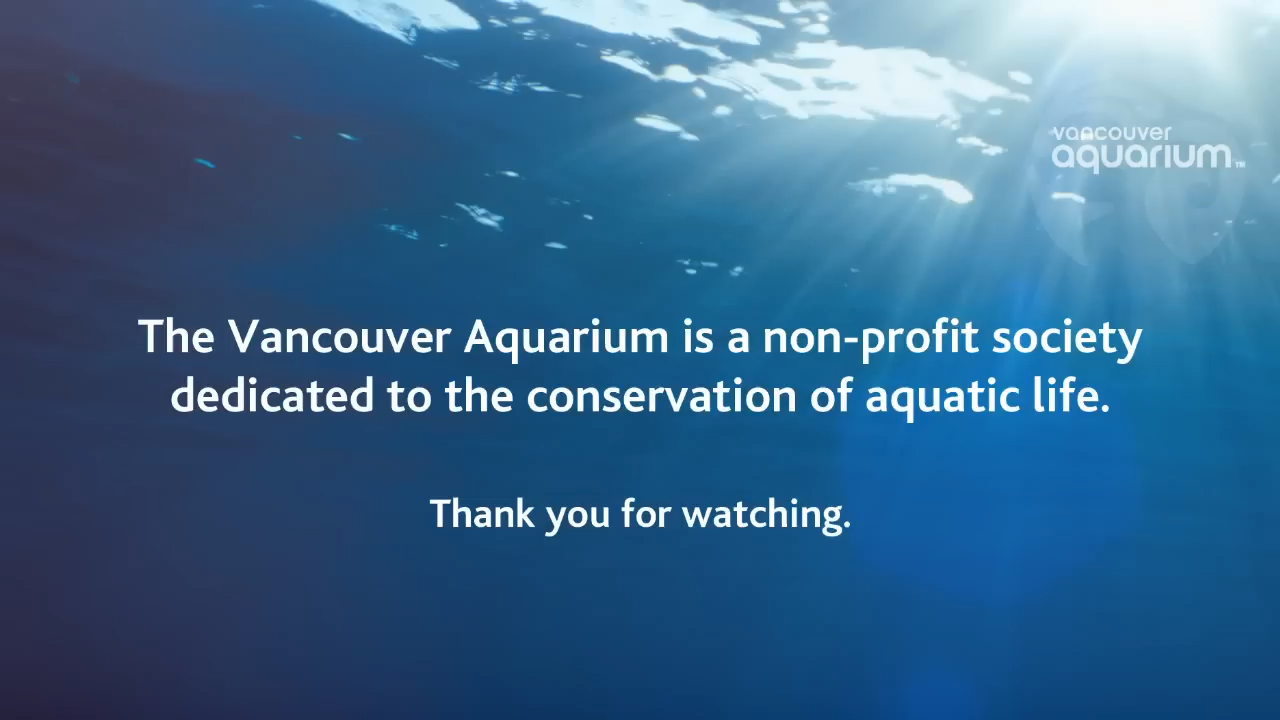 vancouver
aquarium™
The Vancouver Aquarium is a non-profit society
dedicated to the conservation of aquatic life.
Thank you for watching.